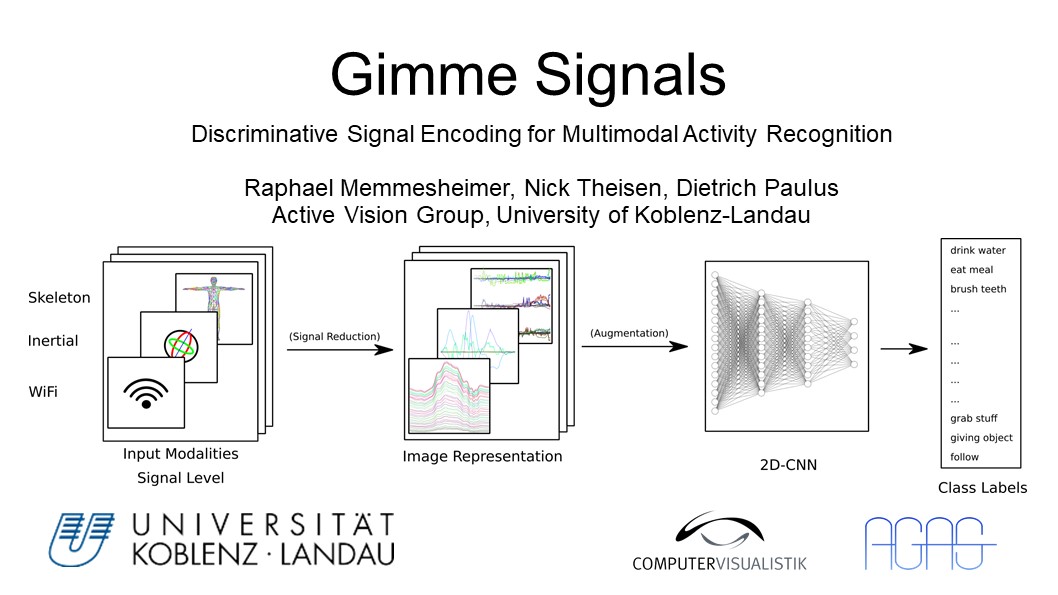 Gimme Signals
Discriminative Signal Encoding for Multimodal Activity Recognition
Raphael Memmesheimer, Nick Theisen, Dietrich Paulus
Active Vision Group, University of Koblenz-Landau
Skeleton
Inertial
WiFi
Input Modalities
Signal Level
(Signal Reduction)
Image Representation
(Augmentation)
2D-CNN
drink water
eat meal
brush teeth
...
...
...
...
...
grab stuff
giving object
follow
Class Labels
UNIVERSITÄT
KOBLENZ · LANDAU
COMPUTERVISUALISTIK
AGAS